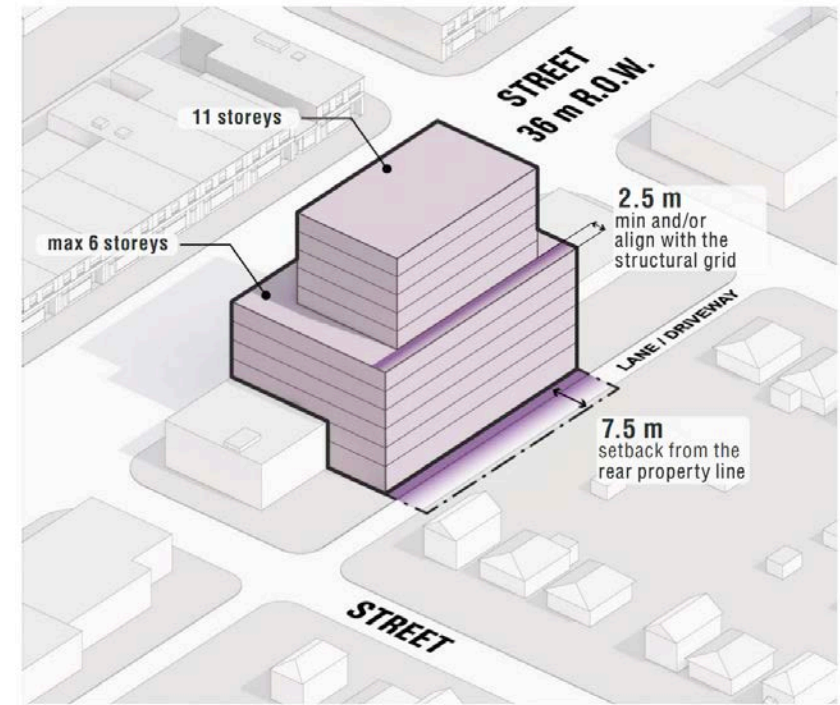 STREET
36 m R.O.W.
11 storeys
2.5 m
min and/or
align with the
structural grid
max 6 storeys
LANE / DRIVEWAY
7.5 m
setback from the
rear property line
STREET